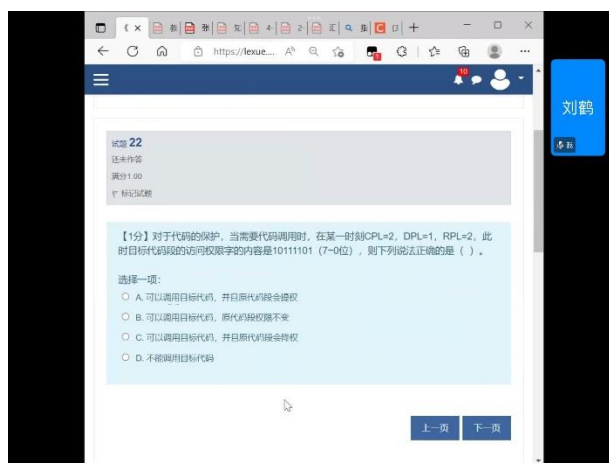 https://lexue....
10
刘鹤
试题 22
还未作答
满分1.00
标记试题
【1分】对于代码的保护，当需要代码调用时，在某一时刻CPL=2，DPL=1，RPL=2，此
时目标代码段的访问权限字的内容是10111101（7~0位），则下列说法正确的是（ ）。
选择一项：
A. 可以调用目标代码，并且原代码段会提权
B. 可以调用目标代码，原代码段权限不变
C. 可以调用目标代码，并且原代码段会降权
D. 不能调用目标代码
上一页 下一页